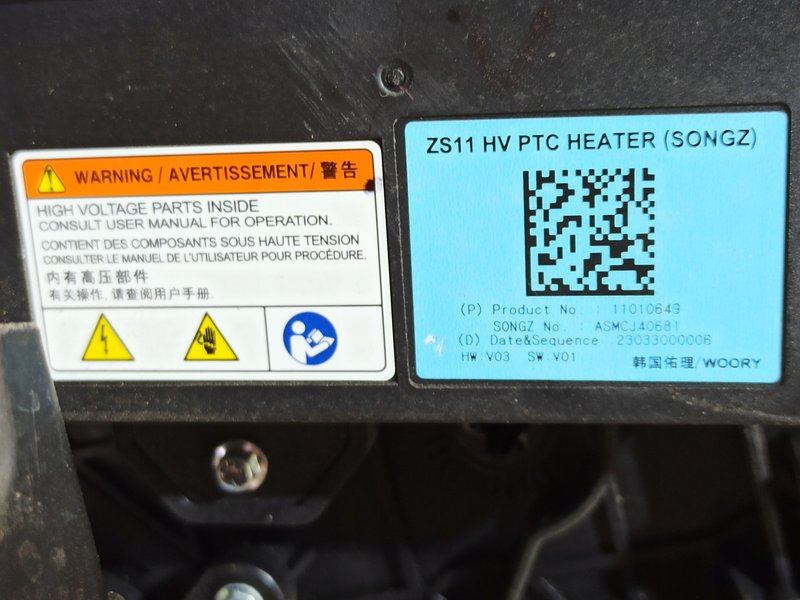 WARNING / AVERTISSEMENT/ 警告
HIGH VOLTAGE PARTS INSIDE
CONSULT USER MANUAL FOR OPERATION.
CONTIENT DES COMPOSANTS SOUS HAUTE TENSION
CONSULTER LE MANUEL DE L'UTILISATEUR POUR PROCÉDURE.
内有高压部件
有关操作, 请查阅用户手册.
ZS11 HV PTC HEATER (SONGZ)
(P) Product No. : 11010649
SONGZ No. : ASMCJ40681
(D) Date&Sequence :23033000006
HW:V03 SW:V01
韩国佑理/WOORY